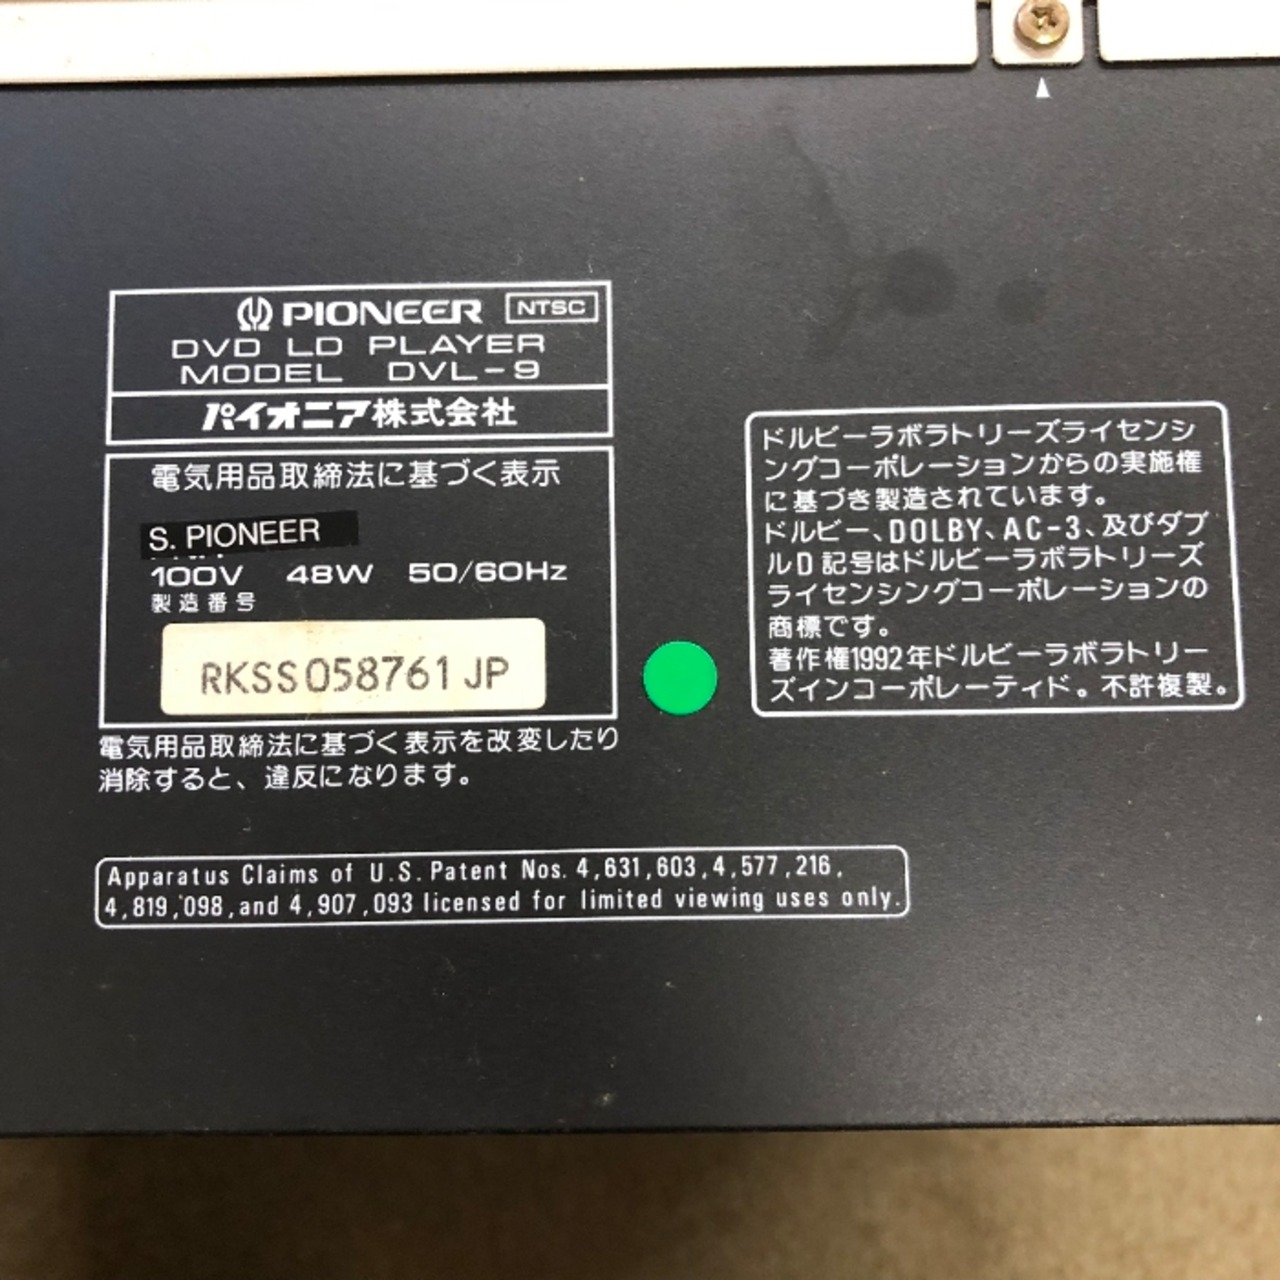 PIONEER NTSC
DVD LD PLAYER
MODEL DVL-9
パイオニア株式会社
電気用品取締法に基づく表示
S. PIONEER
100V 48W 50/60Hz
製造番号
RKSS058761JP
電気用品取締法に基づく表示を改変したり
消除すると、違反になります。
ドルビーラボラトリーズライセンシ
ングコーポレーションからの実施権
に基づき製造されています。
ドルビー、DOLBY、AC-3、及びダブ
ルD記号はドルビーラボラトリーズ
ライセンシングコーポレーションの
商標です。
著作権1992年ドルビーラボラトリー
ズインコーポレーティド。不許複製。
Apparatus Claims of U.S. Patent Nos. 4,631,603,4,577,216,
4,819,098,and 4,907,093 licensed for limited viewing uses only.